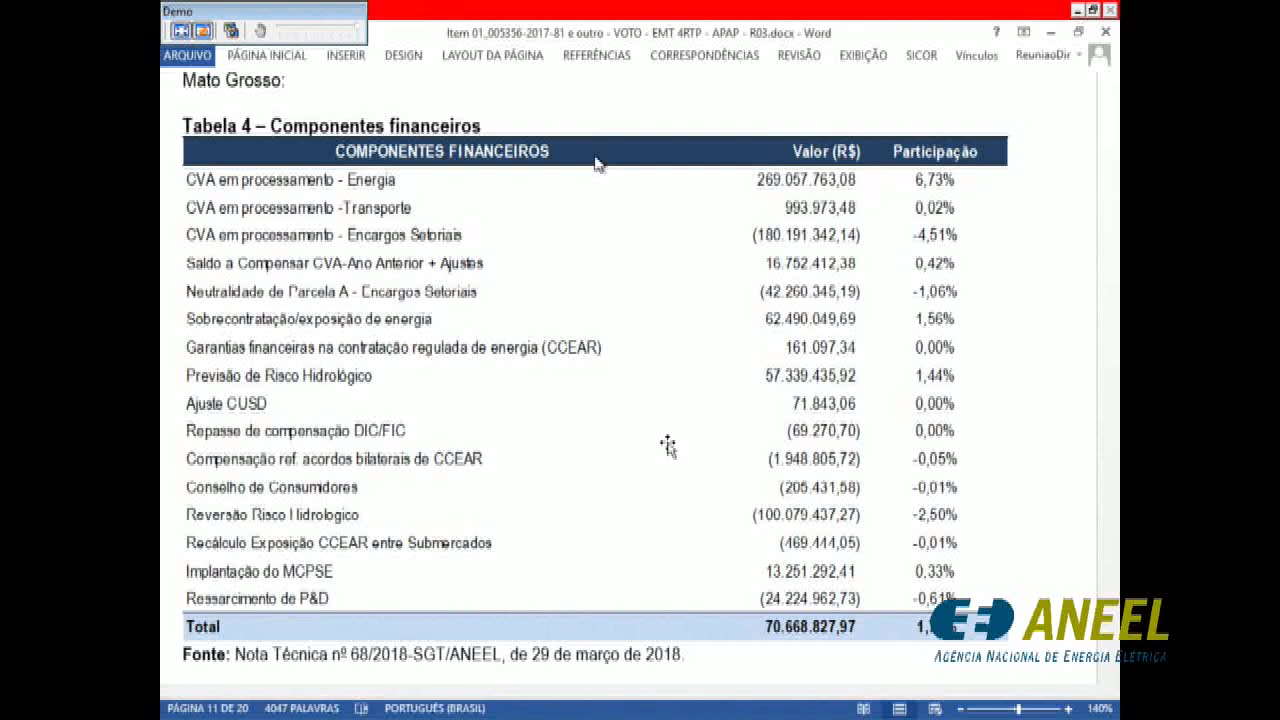 Demo
Item 01_005356-2017-81 e outro - VOTO - EMT 4RTP - APAP - R03.docx - Word
ARQUIVO PÁGINA INICIAL INSERIR DESIGN LAYOUT DA PÁGINA REFERÊNCIAS CORRESPONDÊNCIAS REVISÃO EXIBIÇÃO SICOR Vínculos ReuniaoDir
Mato Grosso:
Tabela 4 – Componentes financeiros
COMPONENTES FINANCEIROS Valor (R$) Participação
CVA em processamento - Energia 269.057.763,08 6,73%
CVA em processamento -Transporte 993.973,48 0,02%
CVA em processamento - Encargos Setoriais (180.191.342,14) -4,51%
Saldo a Compensar CVA-Ano Anterior + Ajustes 16.752.412,38 0,42%
Neutralidade de Parcela A - Encargos Setoriais (42.260.345,19) -1,06%
Sobrecontratação/exposição de energia 62.490.049,69 1,56%
Garantias financeiras na contratação regulada de energia (CCEAR) 161.097,34 0,00%
Previsão de Risco Hidrológico 57.339.435,92 1,44%
Ajuste CUSD 71.843,06 0,00%
Repasse de compensação DIC/FIC (69.270,70) 0,00%
Compensação ref. acordos bilaterais de CCEAR (1.948.805,72) -0,05%
Conselho de Consumidores (205.431,58) -0,01%
Reversão Risco Hidrologico (100.079.437,27) -2,50%
Recálculo Exposição CCEAR entre Submercados (469.444,05) -0,01%
Implantação do MCPSE 13.251.292,41 0,33%
Ressarcimento de P&D (24.224.962,73) -0,61%
Total 70.668.827,97
Fonte: Nota Técnica nº 68/2018-SGT/ANEEL, de 29 de março de 2018.
ANEEL
AGÊNCIA NACIONAL DE ENERGIA ELÉTRICA
PÁGINA 11 DE 20 4047 PALAVRAS PORTUGUÊS (BRASIL) 140%